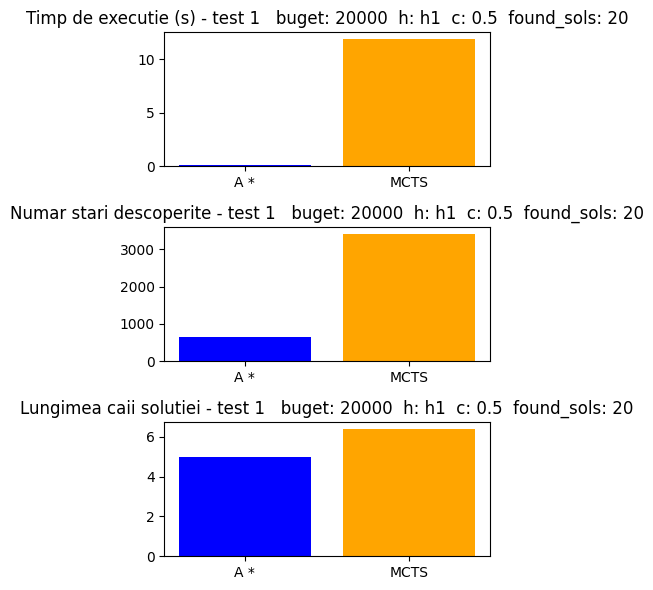 Timp de executie (s) - test 1   buget: 20000  h: h1  c: 0.5  found_sols: 20
10
5
0
A *
MCTS
Numar stari descoperite - test 1   buget: 20000  h: h1  c: 0.5  found_sols: 20
3000
2000
1000
0
A *
MCTS
Lungimea caii solutiei - test 1   buget: 20000  h: h1  c: 0.5  found_sols: 20
6
4
2
0
A *
MCTS